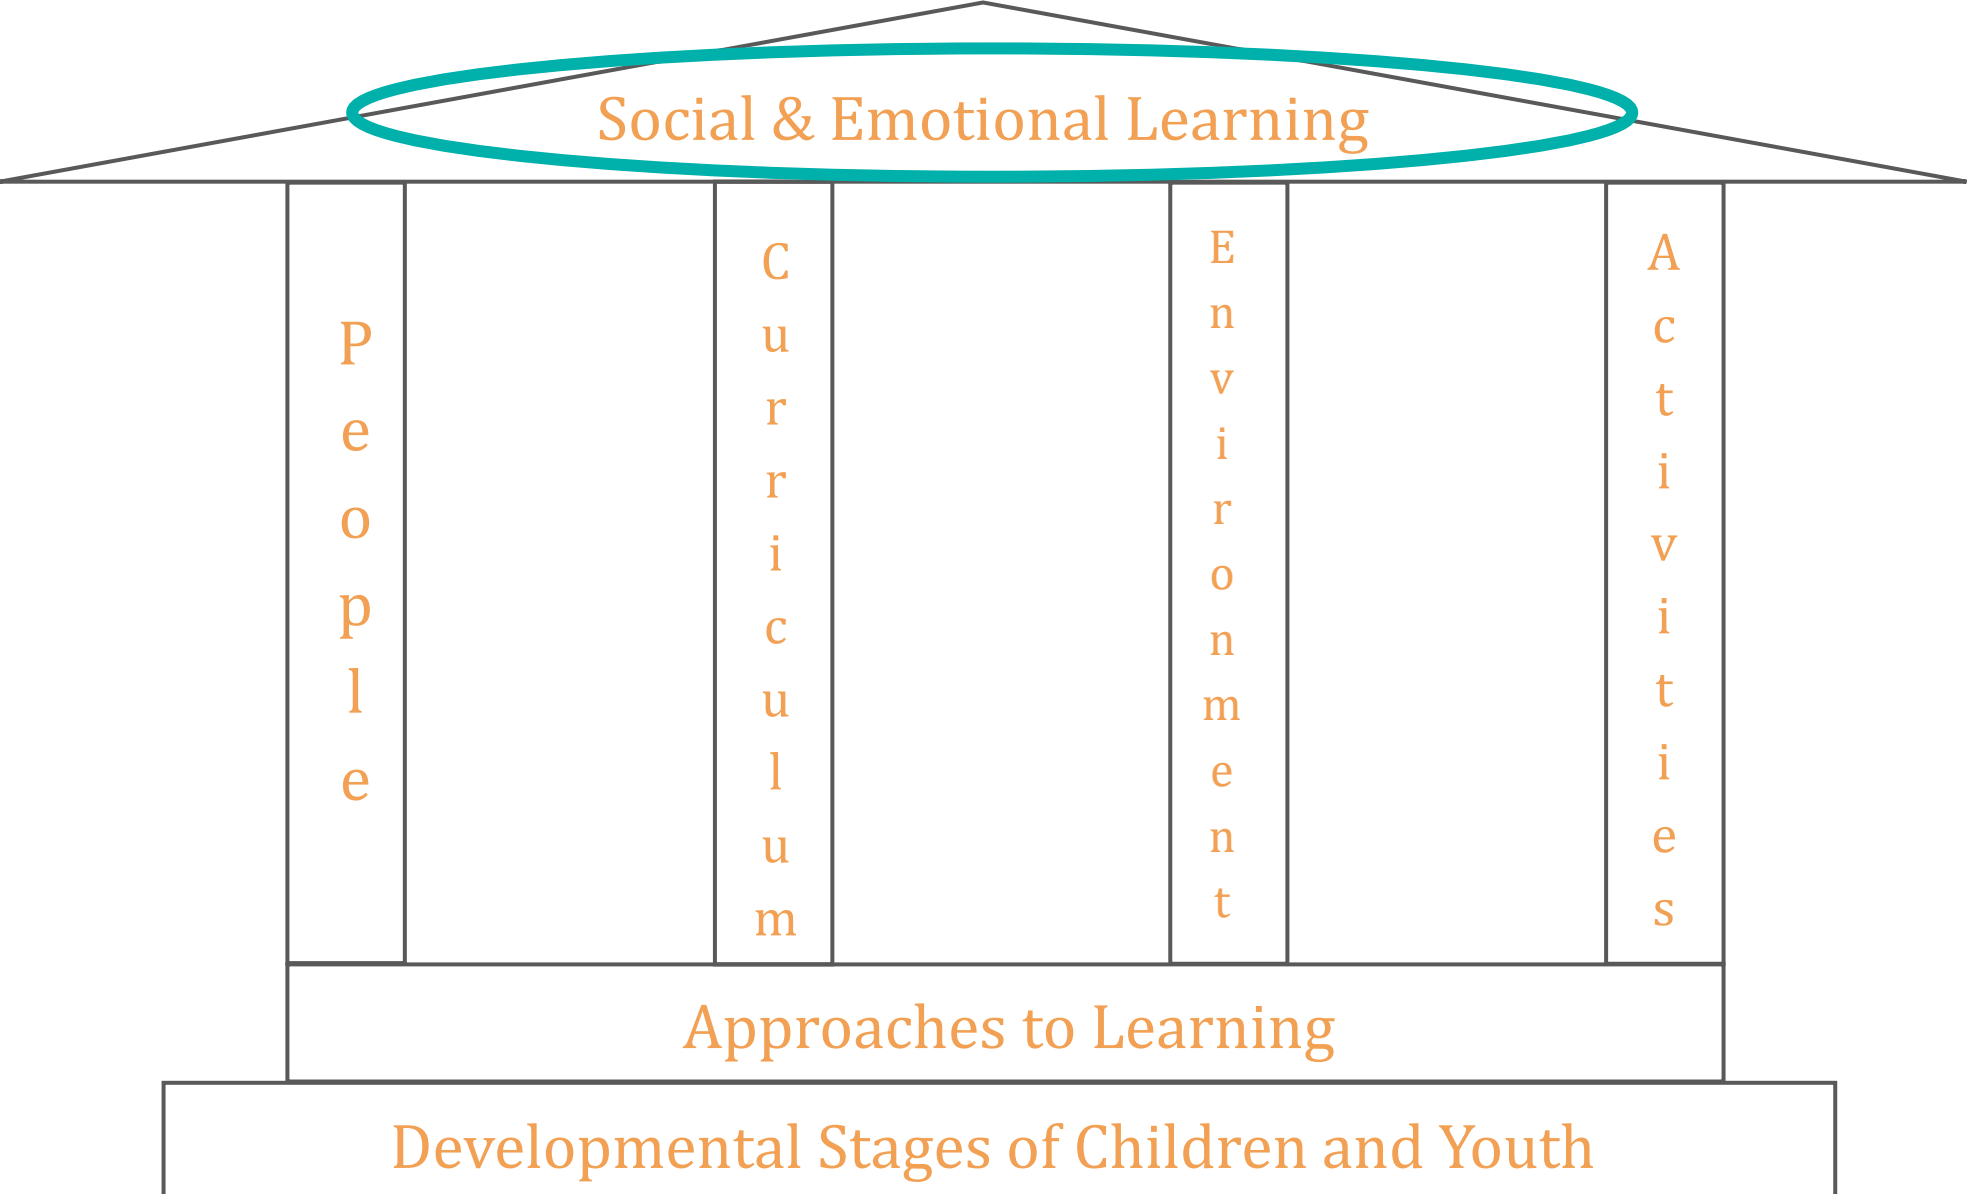 Social & Emotional Learning
People
Curriculum
Environment
Activities
Approaches to Learning
Developmental Stages of Children and Youth